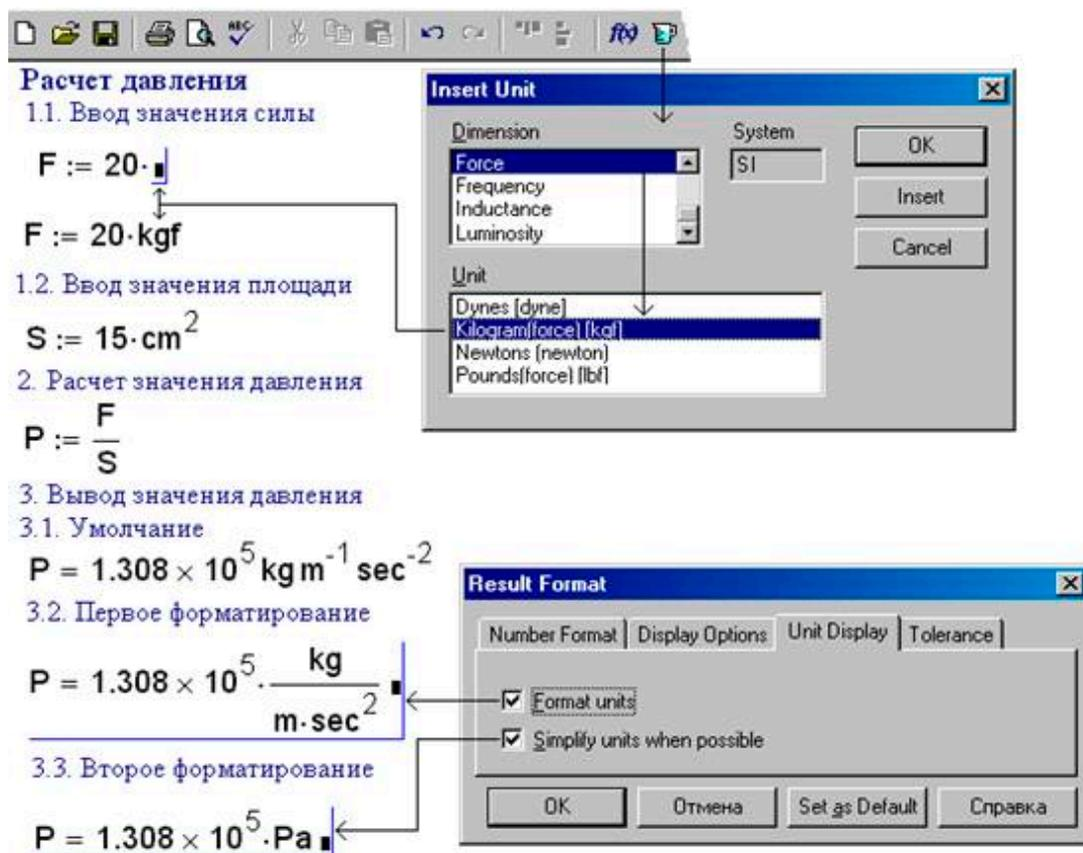 ABC
f(x)
Расчет давления
1.1. Ввод значения силы
F := 20·
F := 20·kgf
1.2. Ввод значения площади
S := 15·cm²
2. Расчет значения давления
P := F/S
3. Вывод значения давления
3.1. Умолчание
P = 1.308 × 10⁵ kg m⁻¹ sec⁻²
3.2. Первое форматирование
P = 1.308 × 10⁵· kg/m·sec²
3.3. Второе форматирование
P = 1.308 × 10⁵·Pa
Insert Unit
Dimension
Force
Frequency
Inductance
Luminosity
System
SI
OK
Insert
Cancel
Unit
Dynes (dyne)
Kilogram(force) (kgf)
Newtons (newton)
Pounds(force) (lbf)
Result Format
Number Format
Display Options
Unit Display
Tolerance
Format units
Simplify units when possible
OK
Отмена
Set as Default
Справка